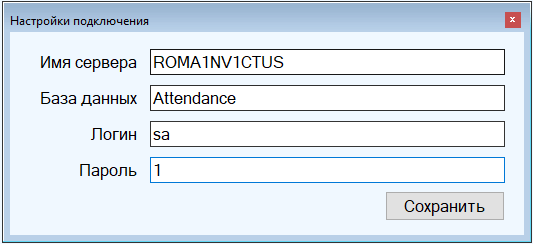 Настройки подключения
Имя сервера ROMA1NV1CTUS
База данных Attendance
Логин sa
Пароль 1
Сохранить